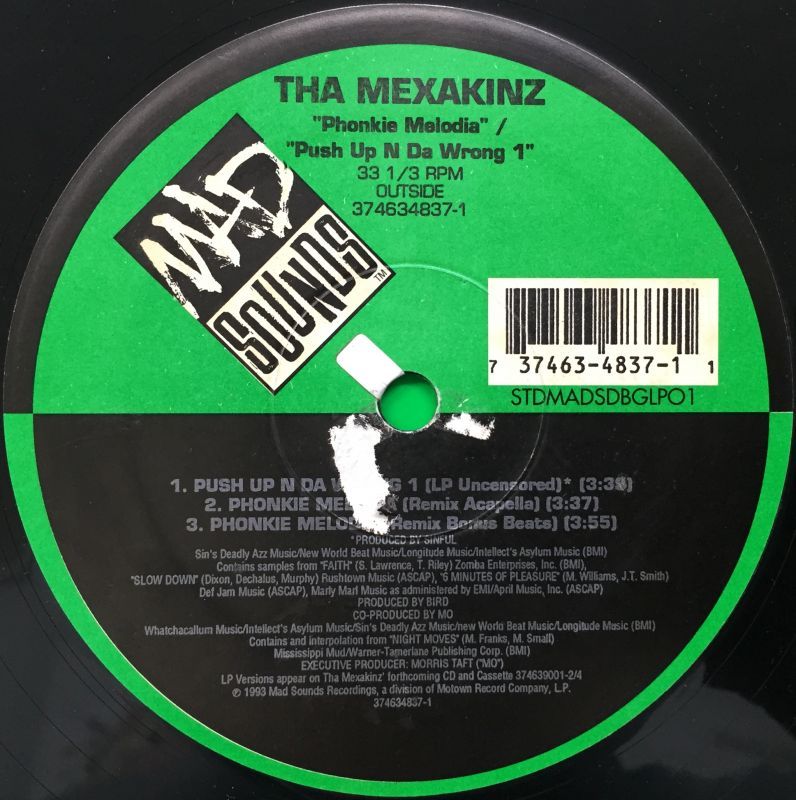 THA MEXAKINZ
"Phonkie Melodia" /
"Push Up N Da Wrong 1"
33 1/3 RPM
OUTSIDE
374634837-1
MAD
SOUNDS™
7 37463-4837-1 1
STDMADSDBGLPO1
1. PUSH UP N DA 1 (LP Uncensored)* (3:39)
2. PHONKIE (Remix Acapella) (3:37)
3. PHONKIE (Remix Bonus Beats) (3:55)
*PRODUCED BY SINFUL
Sin's Deadly Azz Music/New World Beat Music/Longitude Music/Intellect's Asylum Music (BMI)
Contains samples from "FAITH" (S. Lawrence, T. Riley) Zomba Enterprises, Inc. (BMI),
"SLOW DOWN" (Dixon, Dechalus, Murphy) Rushtown Music (ASCAP), "6 MINUTES OF PLEASURE" (M. Williams, J.T. Smith)
Def Jam Music (ASCAP), Marly Marl Music as administered by EMI/April Music, Inc. (ASCAP)
PRODUCED BY BIRD
CO-PRODUCED BY MO
Whatchacallum Music/Intellect's Asylum Music/Sin's Deadly Azz Music/new World Beat Music/Longitude Music (BMI)
Contains and interpolation from "NIGHT MOVES" (M. Franks, M. Small)
Mississippi Mud/Warner-Tamerlane Publishing Corp. (BMI)
EXECUTIVE PRODUCER: MORRIS TAFT ("MO")
LP Versions appear on Tha Mexakinz' forthcoming CD and Cassette 374639001-2/4
℗ 1993 Mad Sounds Recordings, a division of Motown Record Company, L.P.
374634837-1